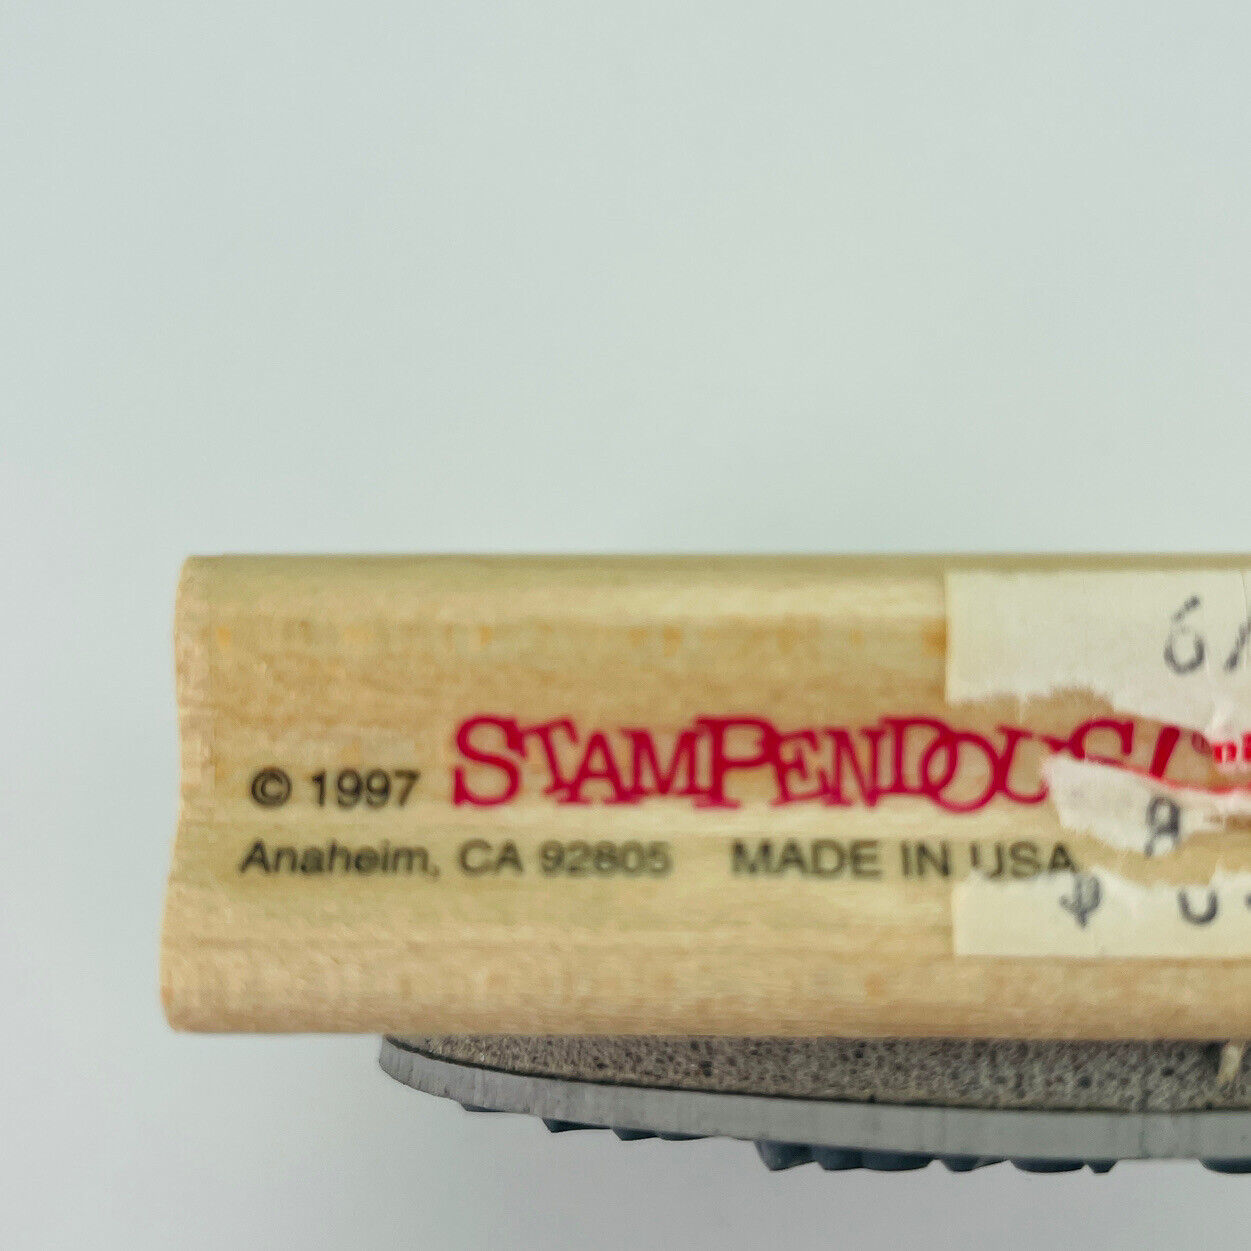 © 1997 STAMPENDOUS!
Anaheim, CA 92805 MADE IN USA